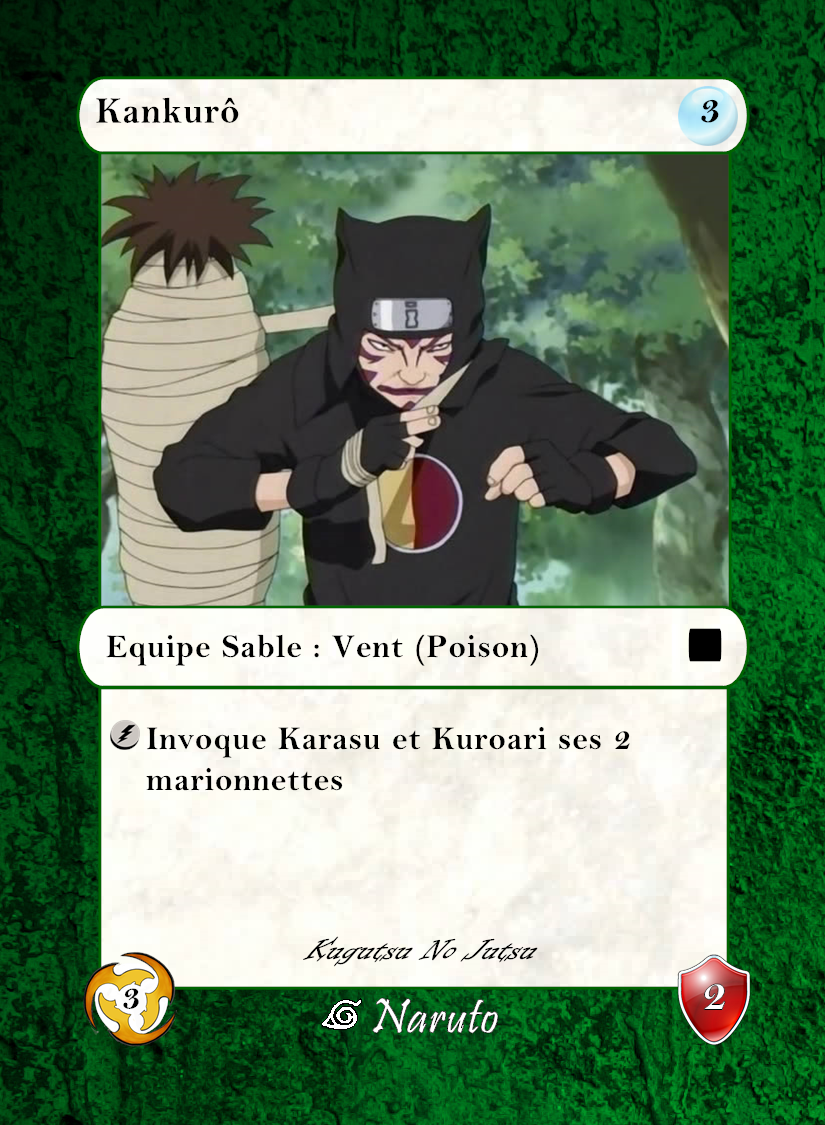 Kankurô
3
Equipe Sable : Vent (Poison)
Invoque Karasu et Kuroari ses 2
marionnettes
Kugutsu No Jutsu
3
Naruto
2